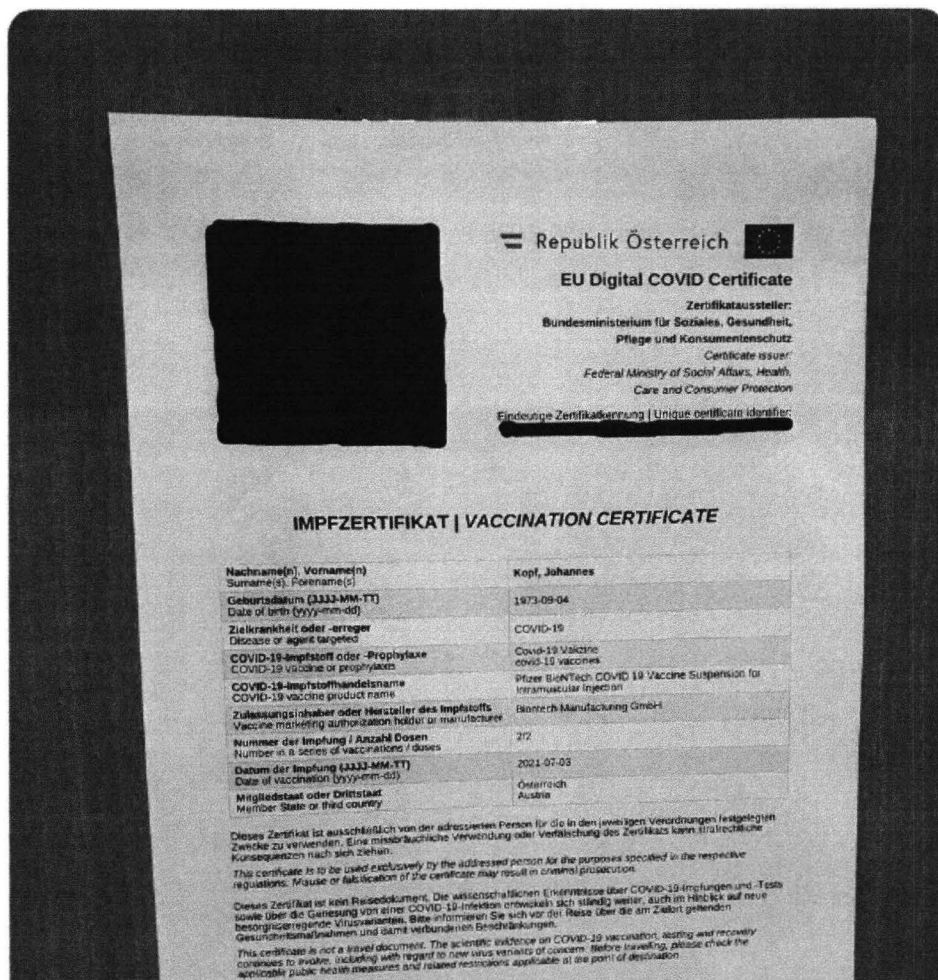 Republik Österreich
EU Digital COVID Certificate
Zertifikataussteller:
Bundesministerium für Soziales, Gesundheit,
Pflege und Konsumentenschutz
Certificate issuer:
Federal Ministry of Social Affairs, Health,
Care and Consumer Protection
Eindeutige Zertifikatkennung | Unique certificate identifier:
IMPFZERTIFIKAT | VACCINATION CERTIFICATE
Nachname(n), Vorname(n)
Surname(s), Forename(s)
Kopf, Johannes
Geburtsdatum (JJJJ-MM-TT)
Date of birth (yyyy-mm-dd)
1973-09-04
Zielkrankheit oder -erreger
Disease or agent targeted
COVID-19
COVID-19-Impfstoff oder -Prophylaxe
COVID-19 vaccine or prophylaxis
Covid-19 Vakzine
covid-19 vaccines
COVID-19-Impfstoffhandelsname
COVID-19 vaccine product name
Pfizer BioNTech COVID 19 Vaccine Suspension for
Intramuscular Injection
Zulassungsinhaber oder Hersteller des Impfstoffs
Vaccine marketing authorization holder or manufacturer
Biontech Manufacturing GmbH
Nummer der Impfung / Anzahl Dosen
Number in a series of vaccinations / doses
2/2
Datum der Impfung (JJJJ-MM-TT)
Date of vaccination (yyyy-mm-dd)
2021-07-03
Mitgliedstaat oder Drittstaat
Member State or third country
Österreich
Austria
Dieses Zertifikat ist ausschließlich von der adressierten Person für die in den jeweiligen Verordnungen festgelegten
Zwecke zu verwenden. Eine missbräuchliche Verwendung oder Verfälschung des Zertifikats kann strafrechtliche
Konsequenzen nach sich ziehen.
This certificate is to be used exclusively by the addressed person for the purposes specified in the respective
regulations. Misuse or falsification of the certificate may result in criminal prosecution.
Dieses Zertifikat ist kein Reisedokument. Die wissenschaftlichen Erkenntnisse über COVID-19-Impfungen und -Tests
sowie über die Genesung von einer COVID-19-Infektion entwickeln sich ständig weiter, auch im Hinblick auf neue
besorgniserregende Virusvarianten. Bitte informieren Sie sich vor der Reise über die am Zielort geltenden
Gesundheitsmaßnahmen und damit verbundenen Beschränkungen.
This certificate is not a travel document. The scientific evidence on COVID-19 vaccination, testing and recovery
continues to involve, including with regard to new virus variants of concern. Before travelling, please check the
applicable public health measures and related restrictions applicable at the point of destination.